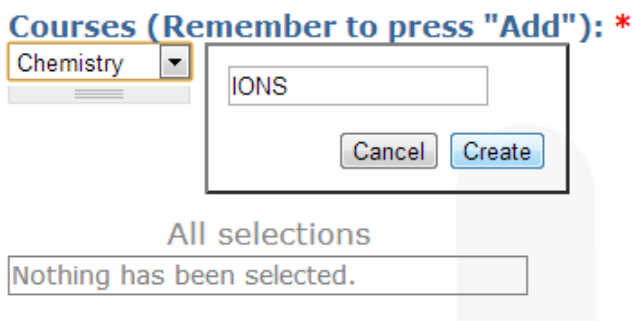 Courses (Remember to press "Add"): *
Chemistry
IONS
Cancel Create
All selections
Nothing has been selected.